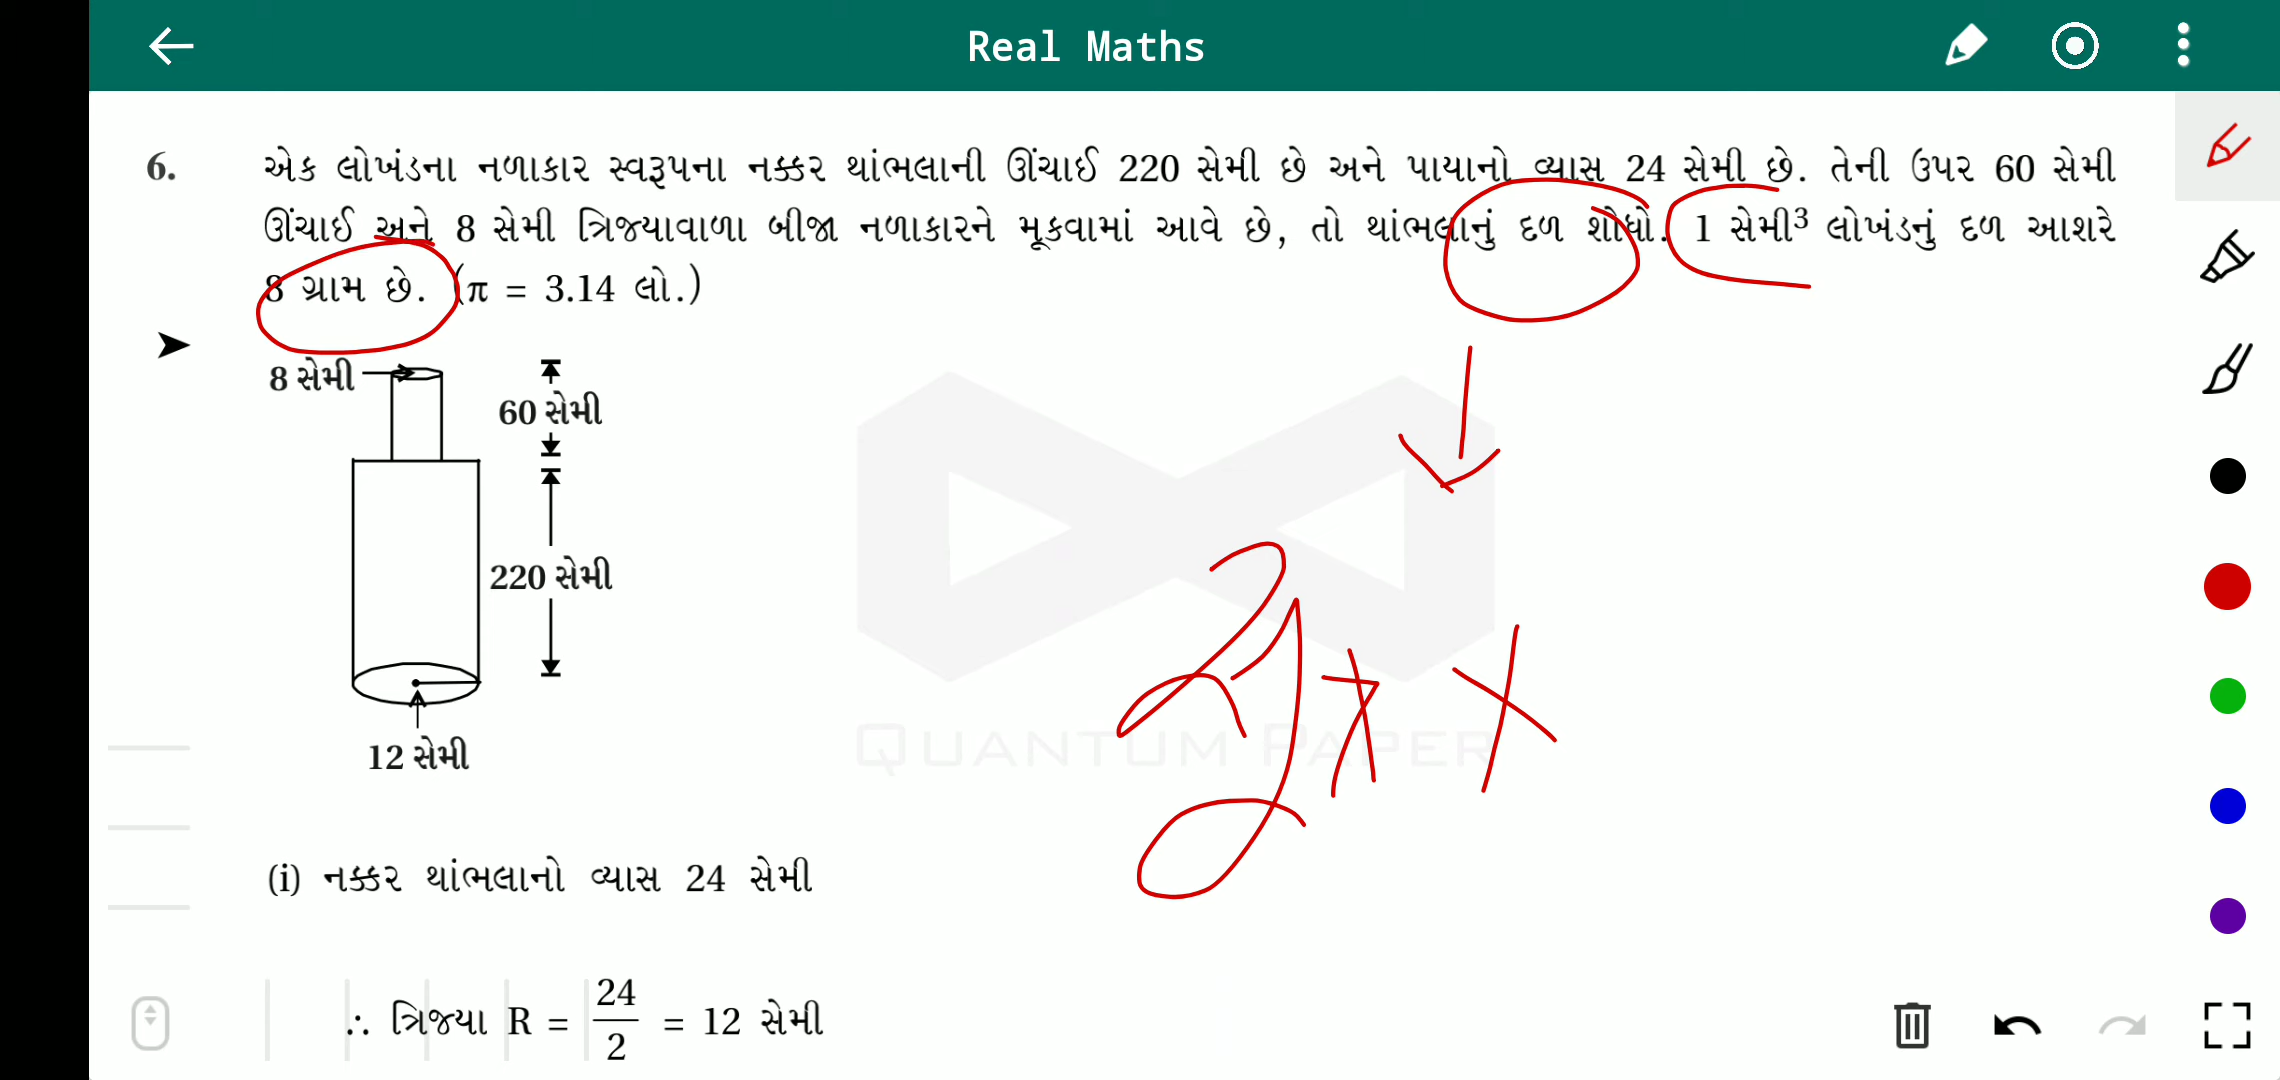 Real Maths
6. એક લોખંડના નળાકાર સ્વરૂપના નક્કર થાંભલાની ઊંચાઈ 220 સેમી છે અને પાયાનો વ્યાસ 24 સેમી છે. તેની ઉપર 60 સેમી
ઊંચાઈ અને 8 સેમી ત્રિજ્યાવાળા બીજા નળાકારને મૂકવામાં આવે છે, તો થાંભલાનું દળ શોધો. 1 સેમી³ લોખંડનું દળ આશરે
8 ગ્રામ છે. (π = 3.14 લો.)
8 સેમી
60 સેમી
220 સેમી
12 સેમી
QUANTUM PAPER
(i) નક્કર થાંભલાનો વ્યાસ 24 સેમી
∴ ત્રિજ્યા R = 24/2 = 12 સેમી